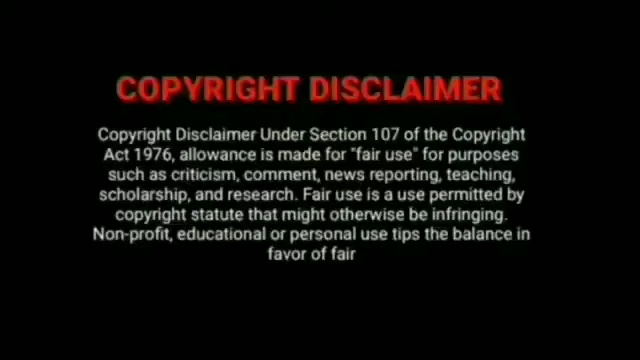 COPYRIGHT DISCLAIMER
Copyright Disclaimer Under Section 107 of the Copyright
Act 1976, allowance is made for "fair use" for purposes
such as criticism, comment, news reporting, teaching,
scholarship, and research. Fair use is a use permitted by
copyright statute that might otherwise be infringing.
Non-profit, educational or personal use tips the balance in
favor of fair